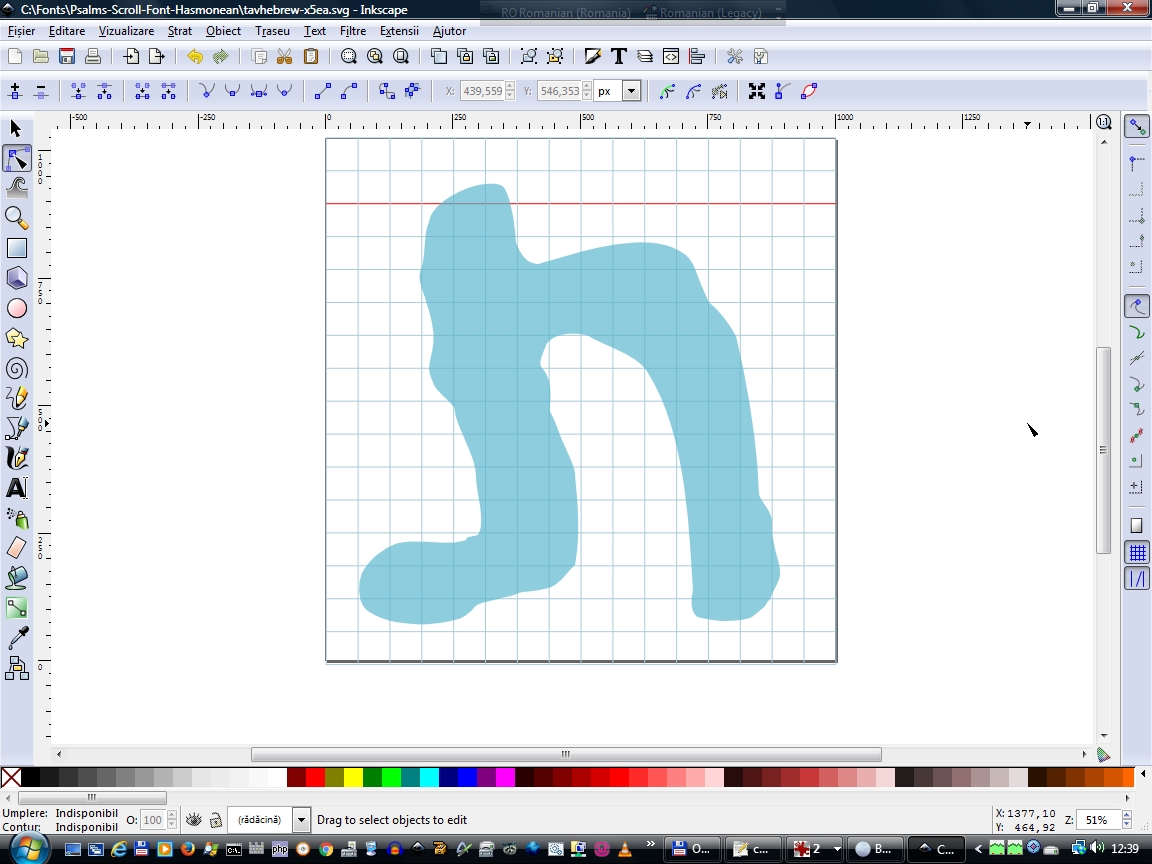 C:\Fonts\Psalms-Scroll-Font-Hasmonean\tavhebrew-x5ea.svg - Inkscape
RO Romanian (Romania) Romanian (Legacy)
Fișier Editare Vizualizare Strat Obiect Traseu Text Filtre Extensii Ajutor
X: 439,559 Y: 546,353 px
-500 -250 0 250 500 750 1000 1250
1000
750
500
250
0
ת
Umplere: Indisponibil O: 100 (rădăcină) Drag to select objects to edit X: 1377,10 Z: 51%
Contur: Indisponibil Y: 464,92
O... c... 2 B... C... 12:39